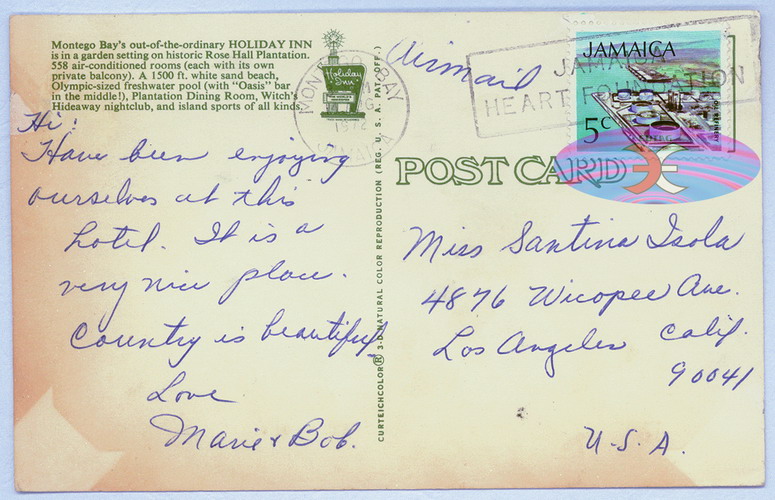 Montego Bay's out-of-the-ordinary HOLIDAY INN
is in a garden setting on historic Rose Hall Plantation.
558 air-conditioned rooms (each with its own
private balcony). A 1500 ft. white sand beach,
Olympic-sized freshwater pool (with "Oasis" bar
in the middle!), Plantation Dining Room, Witch's
Hideaway nightclub, and island sports of all kinds.
Holiday Inn
MONTEGO BAY
1972
JAMAICA
Hi!
Have been enjoying
ourselves at this
hotel. It is a
very nice place.
Country is beautiful
Love
Marie & Bob.
CURTEICHCOLOR® 3-D NATURAL COLOR REPRODUCTION (REG. U.S.A. PAT. OFF.)
Airmail
JAMAICA
5c
OIL REFINERY
JAMAICA
HEART FOUNDATION
POST CARD
Miss Santina Isola
4876 Wicopee Ave.
Los Angeles Calif.
90041
U.S.A.